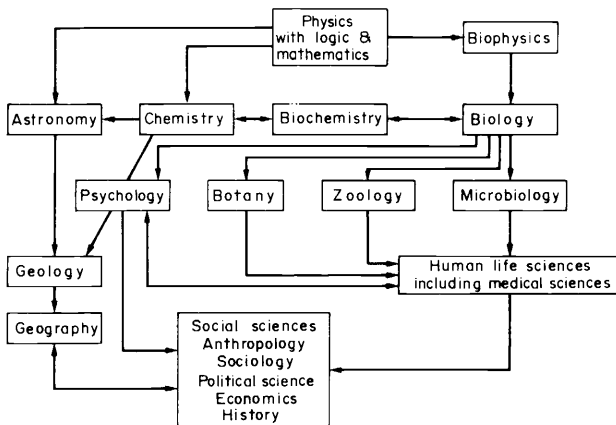 Physics
with logic &
mathematics
Biophysics
Astronomy
Chemistry
Biochemistry
Biology
Psychology
Botany
Zoology
Microbiology
Geology
Human life sciences
including medical sciences
Geography
Social sciences
Anthropology
Sociology
Political science
Economics
History